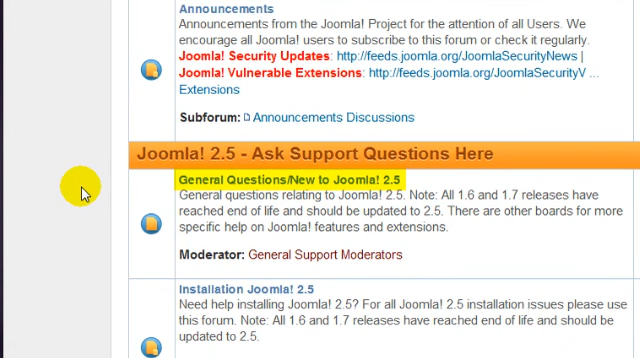 Announcements
Announcements from the Joomla! Project for the attention of all Users. We
encourage all Joomla! users to subscribe to this forum or check it regularly.
Joomla! Security Updates: http://feeds.joomla.org/JoomlaSecurityNews |
Joomla! Vulnerable Extensions: http://feeds.joomla.org/JoomlaSecurityV ...
Extensions
Subforum: Announcements Discussions
Joomla! 2.5 - Ask Support Questions Here
General Questions/New to Joomla! 2.5
General questions relating to Joomla! 2.5. Note: All 1.6 and 1.7 releases have
reached end of life and should be updated to 2.5. There are other boards for more
specific help on Joomla! features and extensions.
Moderator: General Support Moderators
Installation Joomla! 2.5
Need help installing Joomla! 2.5? For all Joomla! 2.5 installation issues please use
this forum. Note: All 1.6 and 1.7 releases have reached end of life and should be
updated to 2.5.